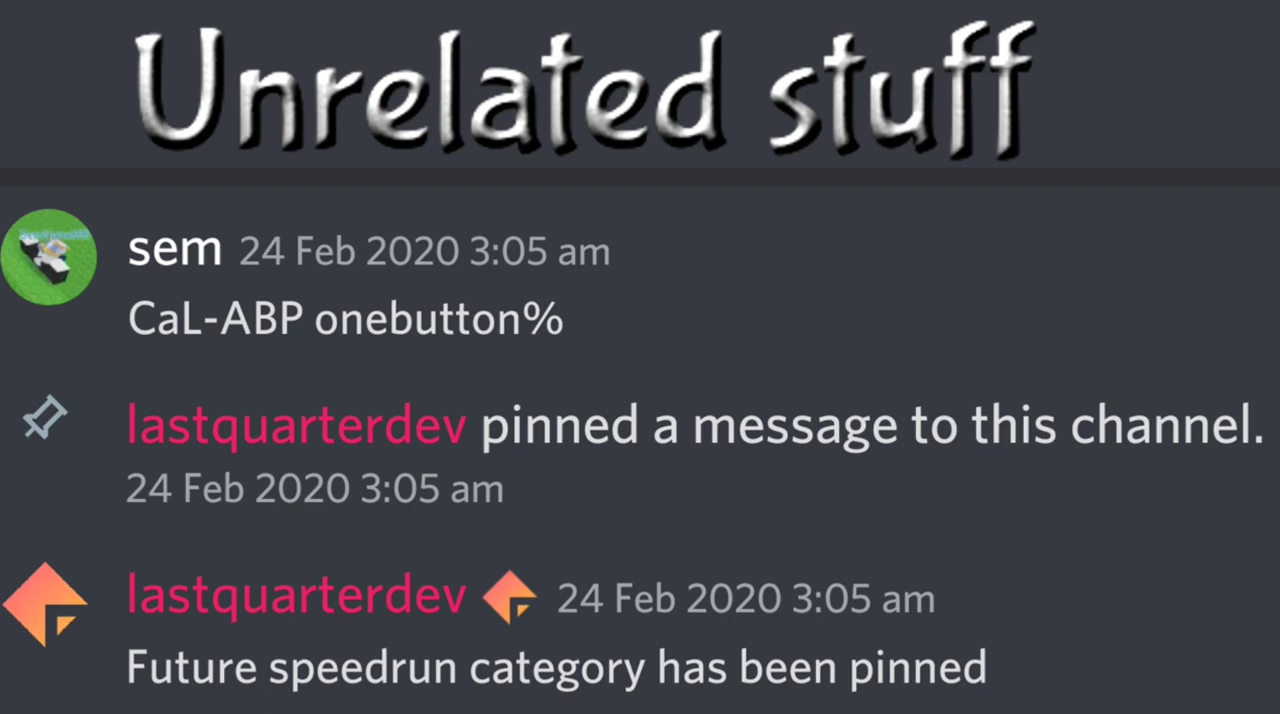 Unrelated stuff
sem 24 Feb 2020 3:05 am
CaL-ABP onebutton%
lastquarterdev pinned a message to this channel.
24 Feb 2020 3:05 am
lastquarterdev 24 Feb 2020 3:05 am
Future speedrun category has been pinned